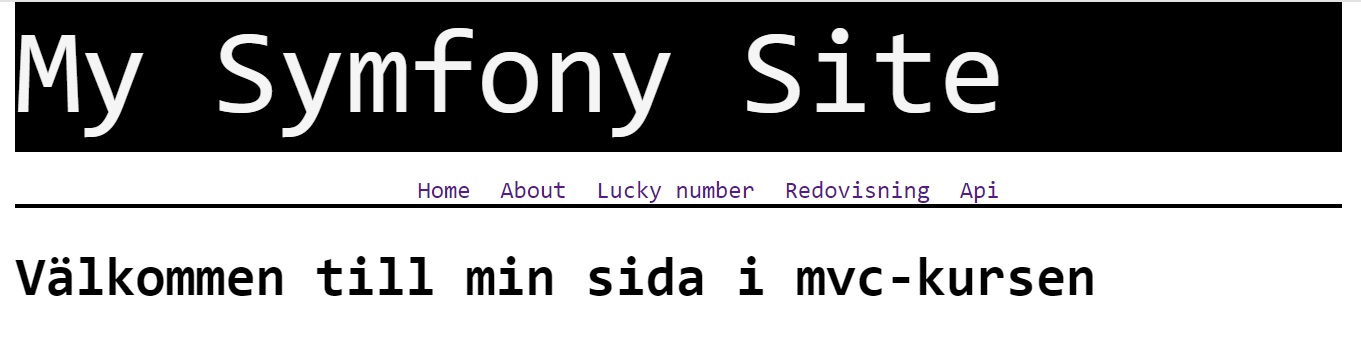 My Symfony Site
Home About Lucky number Redovisning Api
Välkommen till min sida i mvc-kursen